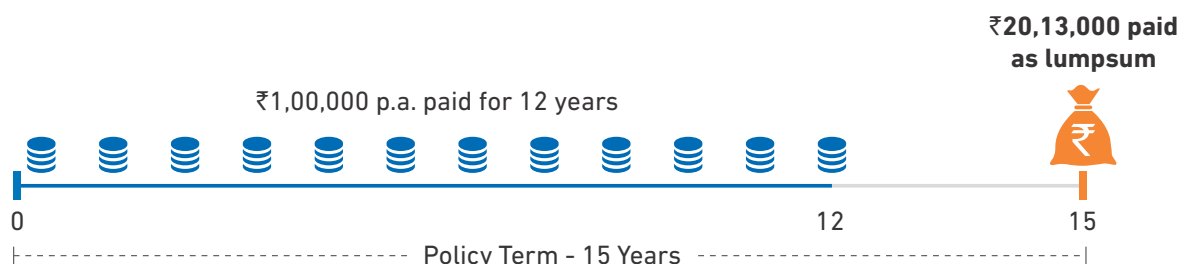 ₹20,13,000 paid
as lumpsum
₹1,00,000 p.a. paid for 12 years
₹
0
12
15
Policy Term - 15 Years